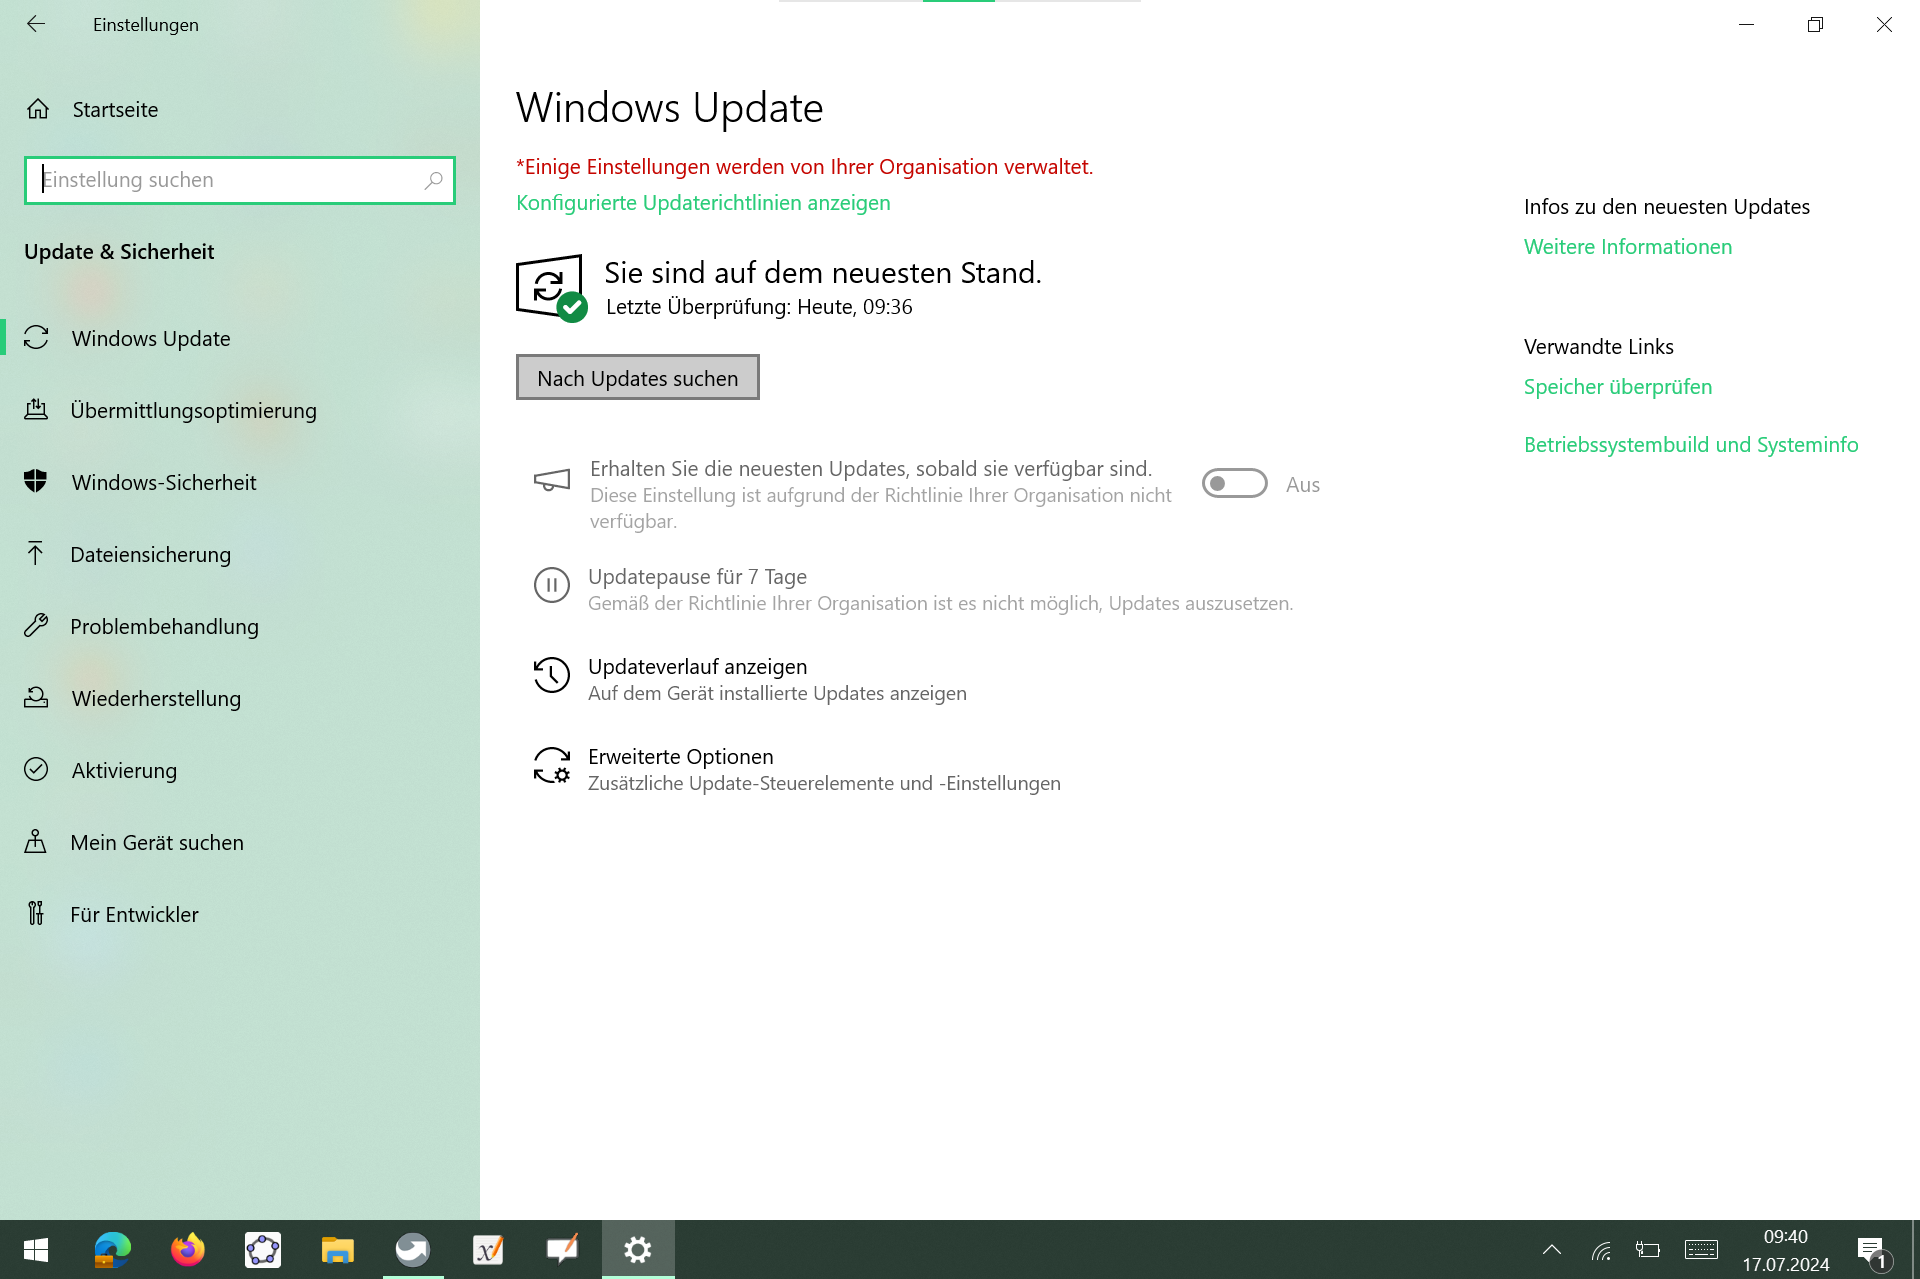 Einstellungen
Startseite
Einstellung suchen
Update & Sicherheit
Windows Update
Übermittlungsoptimierung
Windows-Sicherheit
Dateiensicherung
Problembehandlung
Wiederherstellung
Aktivierung
Mein Gerät suchen
Für Entwickler
Windows Update
*Einige Einstellungen werden von Ihrer Organisation verwaltet.
Konfigurierte Updaterichtlinien anzeigen
Sie sind auf dem neuesten Stand.
Letzte Überprüfung: Heute, 09:36
Nach Updates suchen
Erhalten Sie die neuesten Updates, sobald sie verfügbar sind.
Diese Einstellung ist aufgrund der Richtlinie Ihrer Organisation nicht
verfügbar.
Aus
Updatepause für 7 Tage
Gemäß der Richtlinie Ihrer Organisation ist es nicht möglich, Updates auszusetzen.
Updateverlauf anzeigen
Auf dem Gerät installierte Updates anzeigen
Erweiterte Optionen
Zusätzliche Update-Steuerelemente und -Einstellungen
Infos zu den neuesten Updates
Weitere Informationen
Verwandte Links
Speicher überprüfen
Betriebssystembuild und Systeminfo
09:40
17.07.2024
1